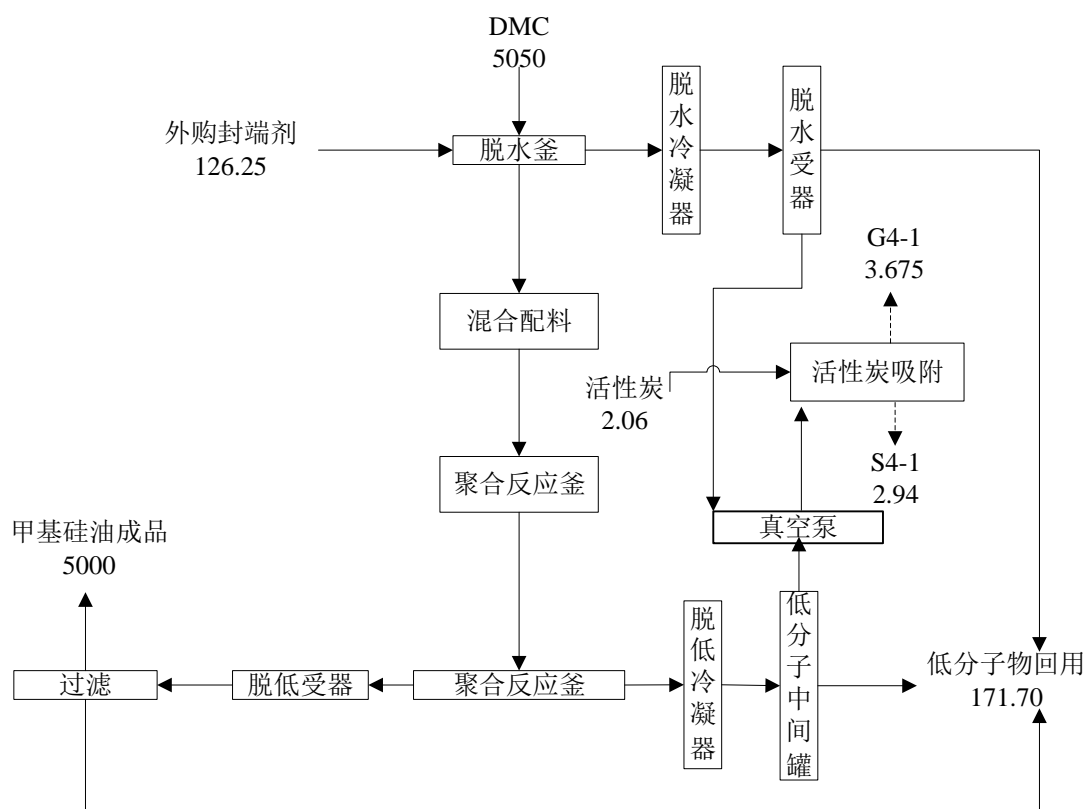 DMC
5050
外购封端剂
126.25
脱水釜
脱水冷凝器
脱水受器
G4-1
3.675
混合配料
活性炭
2.06
活性炭吸附
S4-1
2.94
聚合反应釜
真空泵
甲基硅油成品
5000
过滤
脱低受器
聚合反应釜
脱低冷凝器
低分子中间罐
低分子物回用
171.70